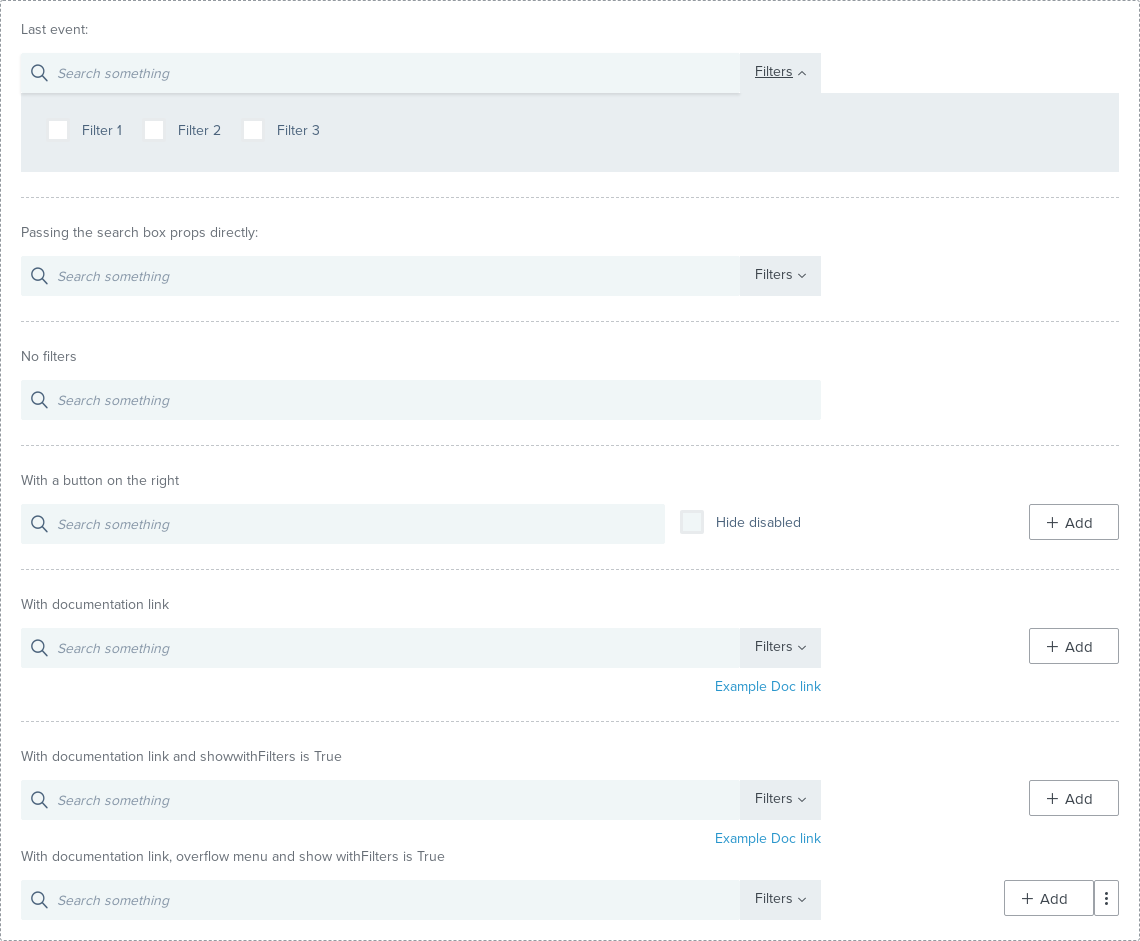 Last event:
Search something Filters
Filter 1 Filter 2 Filter 3
Passing the search box props directly:
Search something Filters
No filters
Search something
With a button on the right
Search something Hide disabled + Add
With documentation link
Search something Filters + Add
Example Doc link
With documentation link and showwithFilters is True
Search something Filters + Add
Example Doc link
With documentation link, overflow menu and show withFilters is True
Search something Filters + Add